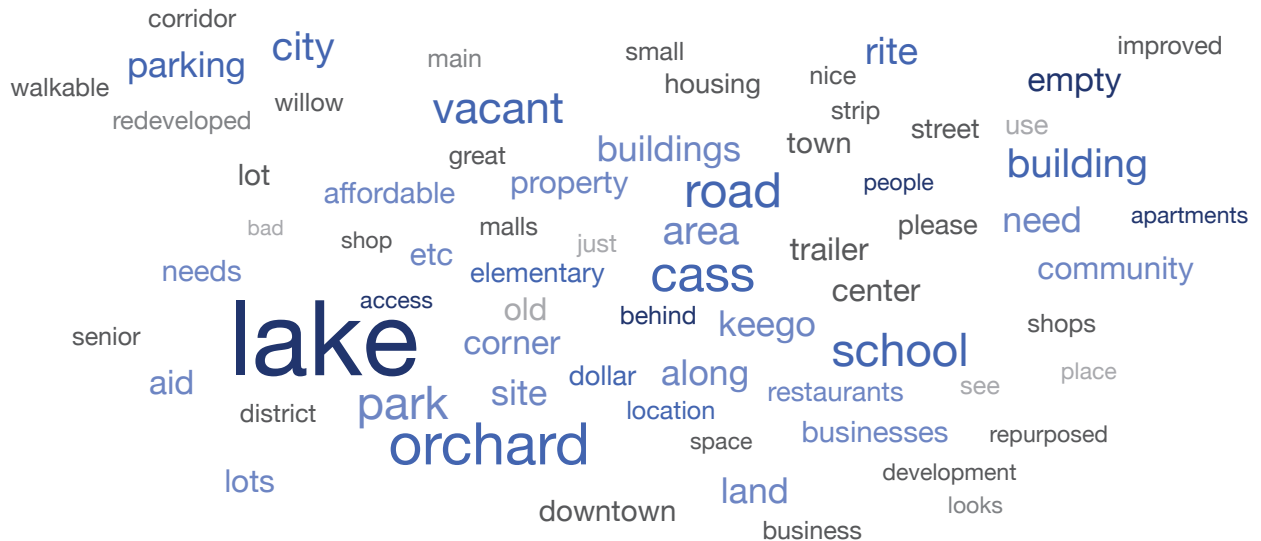 corridor
city
main
small
rite
improved
parking
walkable
housing
nice
empty
willow
redeveloped
vacant
strip
town
street
use
great
buildings
building
lot
affordable
property
road
people
bad
shop
malls
just
area
please
need
apartments
needs
etc
elementary
cass
trailer
community
center
access
old
behind
keego
shops
senior
lake
corner
school
aid
district
park
site
dollar
along
restaurants
see
place
location
orchard
space
businesses
repurposed
lots
land
development
looks
downtown
business